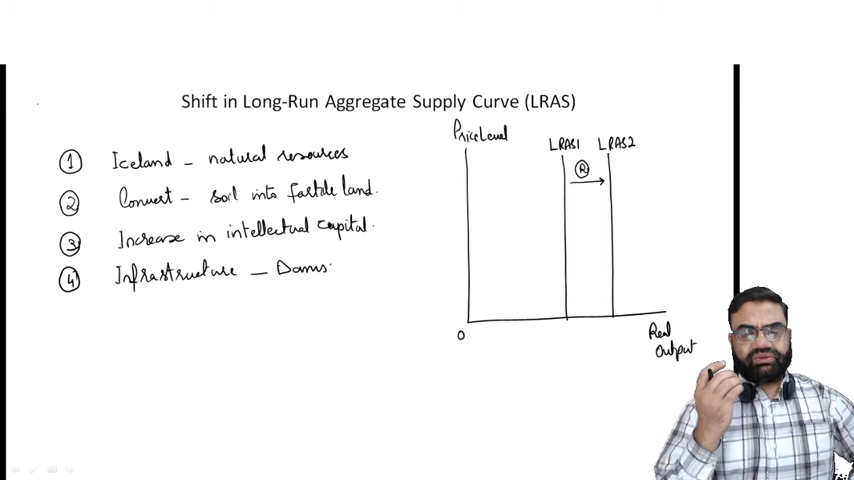 Shift in Long-Run Aggregate Supply Curve (LRAS)
① Iceland - natural resources
② Convert - soil into fertile land.
③ Increase in intellectual capital.
④ Infrastructure - Dams.
Price Level
LRAS1 LRAS2
R
0
Real
Output